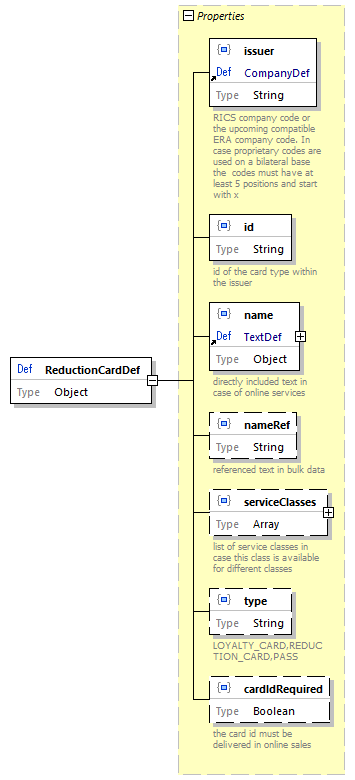 Properties
issuer
Def CompanyDef
Type String
RICS company code or
the upcoming compatible
ERA company code. In
case proprietary codes are
used on a bilateral base
the codes must have at
least 5 positions and start
with x
id
Type String
id of the card type within
the issuer
name
Def TextDef
Type Object
directly included text in
case of online services
Def ReductionCardDef
Type Object
nameRef
Type String
referenced text in bulk data
serviceClasses
Type Array
list of service classes in
case this class is available
for different classes
type
Type String
LOYALTY_CARD,REDUC
TION_CARD,PASS
cardIdRequired
Type Boolean
the card id must be
delivered in online sales